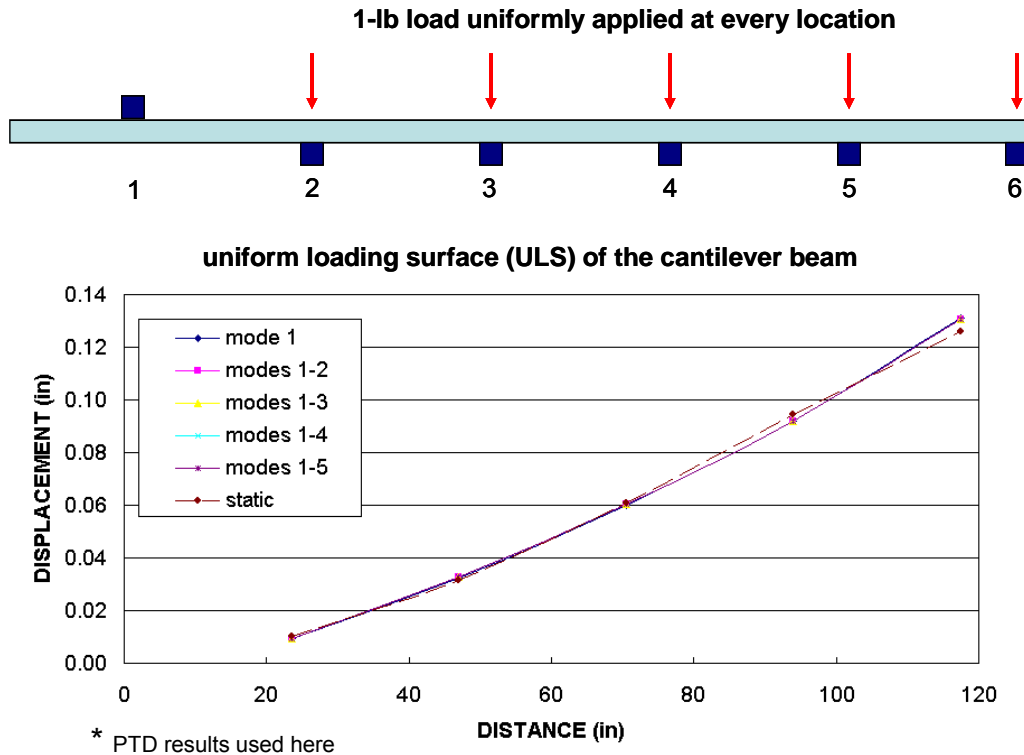 1-lb load uniformly applied at every location
1
2
3
4
5
6
uniform loading surface (ULS) of the cantilever beam
0.14
0.12
0.10
0.08
0.06
0.04
0.02
0.00
DISPLACEMENT (in)
mode 1
modes 1-2
modes 1-3
modes 1-4
modes 1-5
static
0
20
40
60
80
100
120
DISTANCE (in)
* PTD results used here